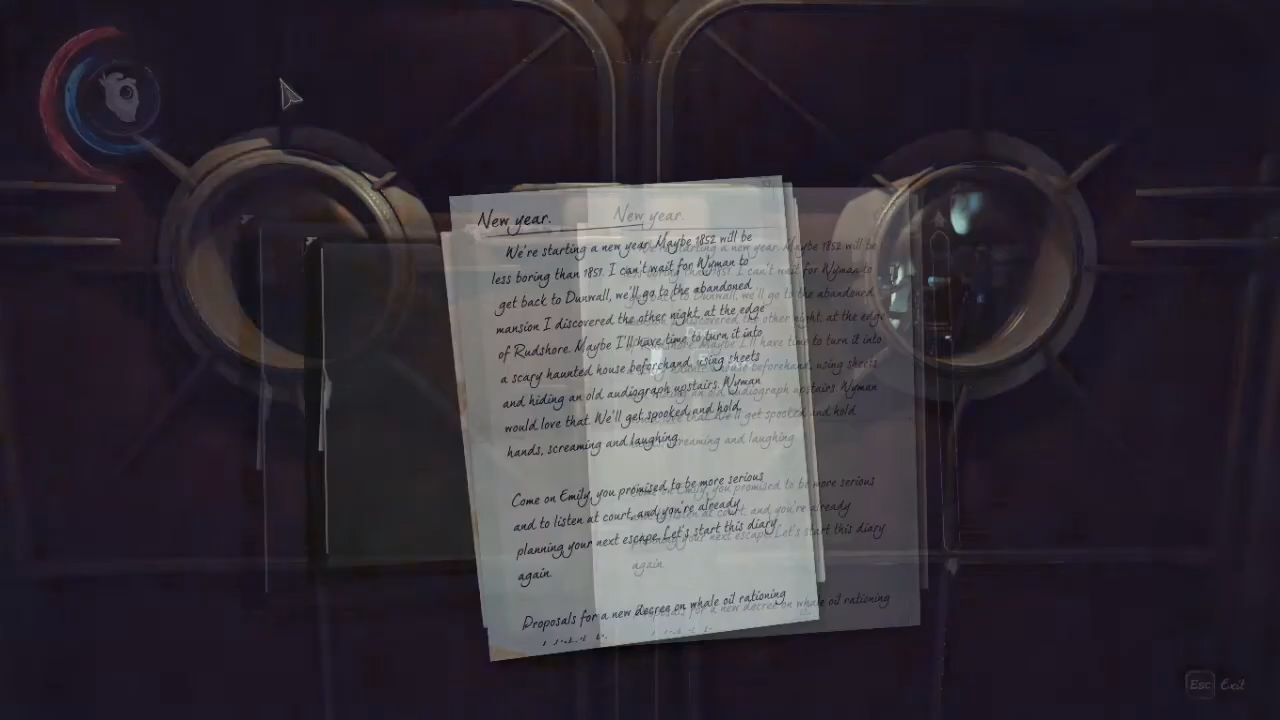 New year.
We're starting a new year. Maybe 1852 will be
less boring than 1851. I can't wait for Wyman to
get back to Dunwall, we'll go to the abandoned
mansion I discovered the other night, at the edge
of Rudshore. Maybe I'll have time to turn it into
a scary haunted house beforehand, using sheets
and hiding an old audiograph upstairs. Wyman
would love that. We'll get spooked and hold
hands, screaming and laughing.
Come on Emily, you promised to be more serious
and to listen at court, and you're already
planning your next escape. Let's start this diary
again.
Proposals for a new decree on whale oil rationing
Esc Exit